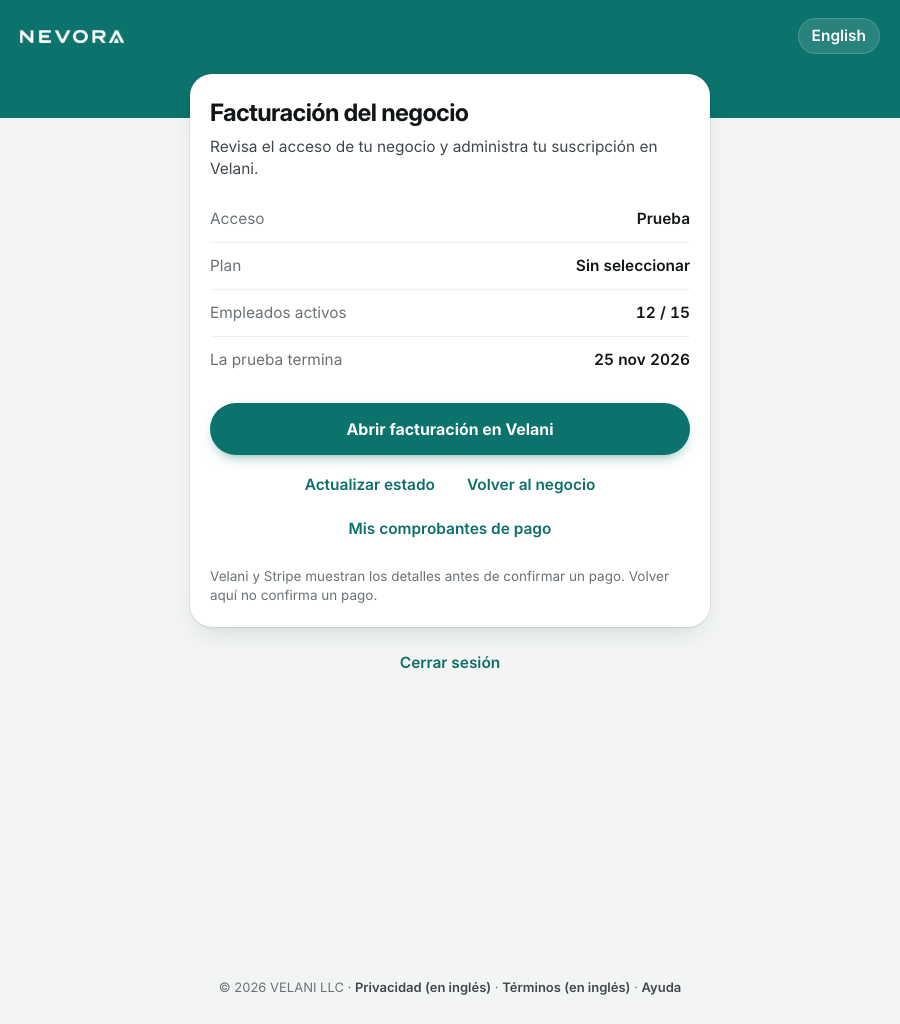 NEVORA
English
Facturación del negocio
Revisa el acceso de tu negocio y administra tu suscripción en
Velani.
Acceso Prueba
Plan Sin seleccionar
Empleados activos 12 / 15
La prueba termina 25 nov 2026
Abrir facturación en Velani
Actualizar estado Volver al negocio
Mis comprobantes de pago
Velani y Stripe muestran los detalles antes de confirmar un pago. Volver
aquí no confirma un pago.
Cerrar sesión
© 2026 VELANI LLC · Privacidad (en inglés) · Términos (en inglés) · Ayuda